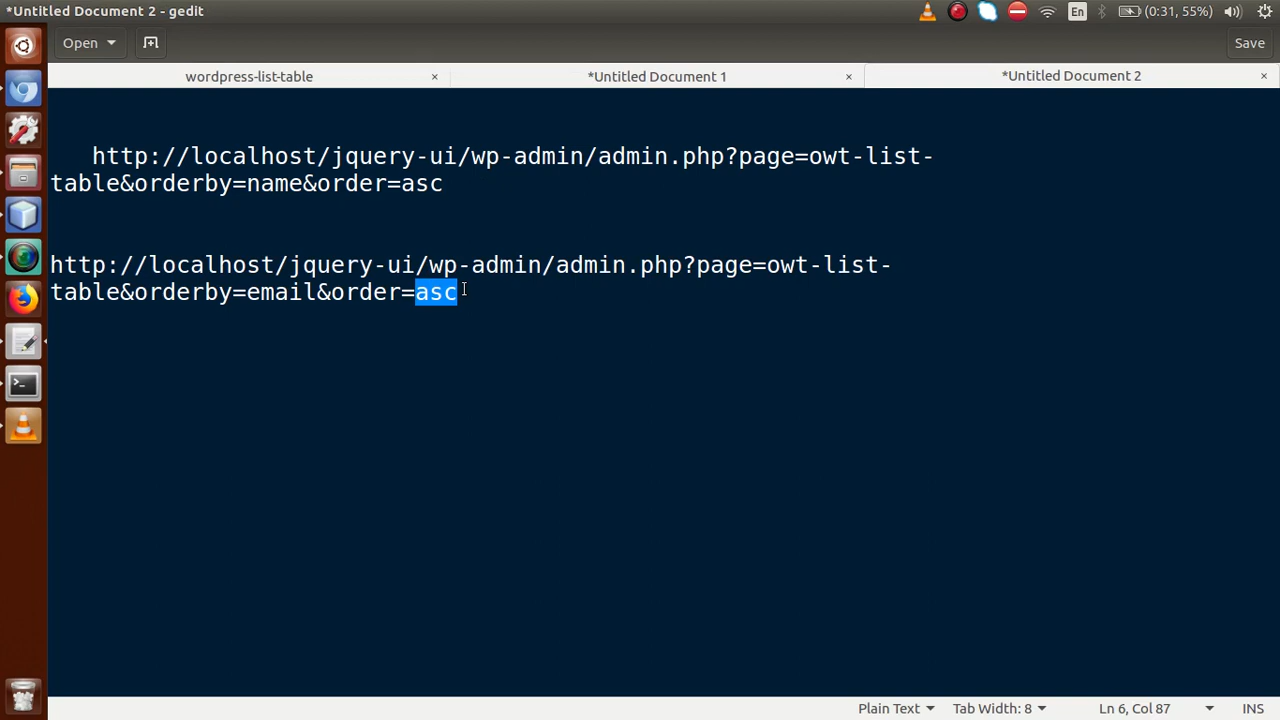 *Untitled Document 2 - gedit
En
(0:31, 55%)
Open
Save
wordpress-list-table
*Untitled Document 1
*Untitled Document 2
http://localhost/jquery-ui/wp-admin/admin.php?page=owt-list-
table&orderby=name&order=asc
http://localhost/jquery-ui/wp-admin/admin.php?page=owt-list-
table&orderby=email&order=asc
Plain Text
Tab Width: 8
Ln 6, Col 87
INS